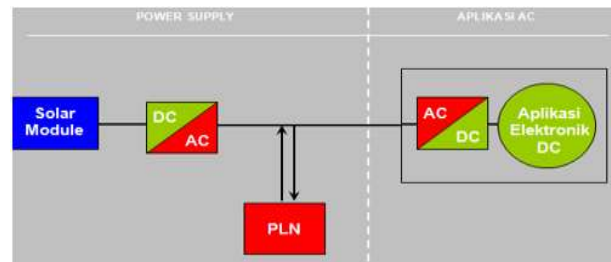 POWER SUPPLY
APLIKASI AC
Solar
Module
DC
AC
AC
DC
Aplikasi
Elektronik
DC
PLN